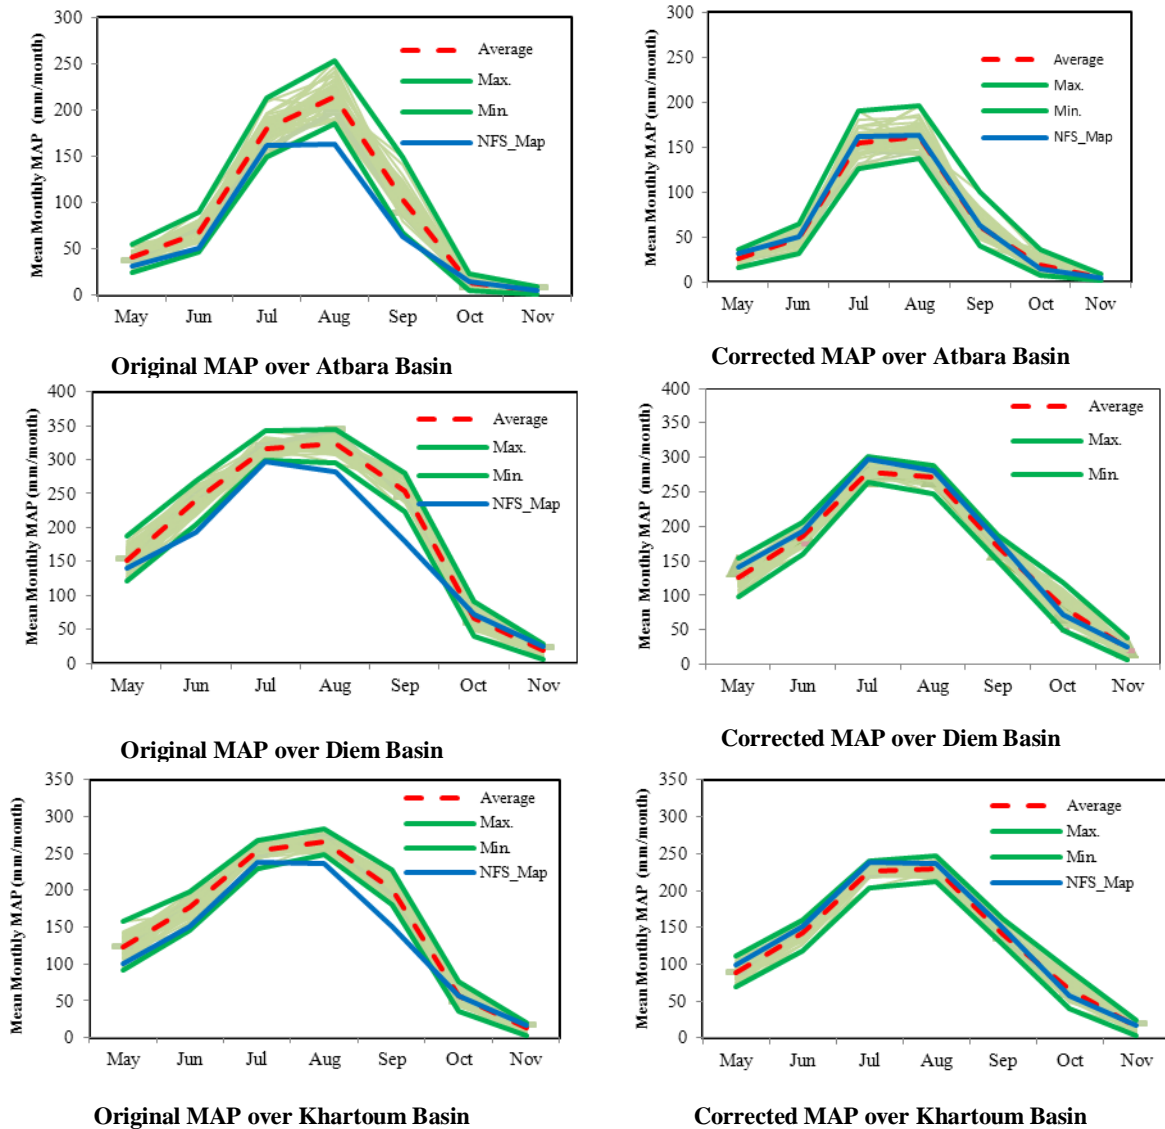 Mean Monthly MAP (mm/month)
300
250
200
150
100
50
0
May Jun Jul Aug Sep Oct Nov
Average
Max.
Min.
NFS_Map
Original MAP over Atbara Basin
Mean Monthly MAP (mm/month)
300
250
200
150
100
50
0
May Jun Jul Aug Sep Oct Nov
Average
Max.
Min.
NFS_Map
Corrected MAP over Atbara Basin
Mean Monthly MAP (mm/month)
400
350
300
250
200
150
100
50
0
May Jun Jul Aug Sep Oct Nov
Average
Max.
Min.
NFS_Map
Original MAP over Diem Basin
Mean Monthly MAP (mm/month)
400
350
300
250
200
150
100
50
0
May Jun Jul Aug Sep Oct Nov
Average
Max.
Min.
Corrected MAP over Diem Basin
Mean Monthly MAP (mm/month)
350
300
250
200
150
100
50
0
May Jun Jul Aug Sep Oct Nov
Average
Max.
Min.
NFS_Map
Original MAP over Khartoum Basin
Mean Monthly MAP (mm/month)
350
300
250
200
150
100
50
0
May Jun Jul Aug Sep Oct Nov
Average
Max.
Min.
NFS_Map
Corrected MAP over Khartoum Basin